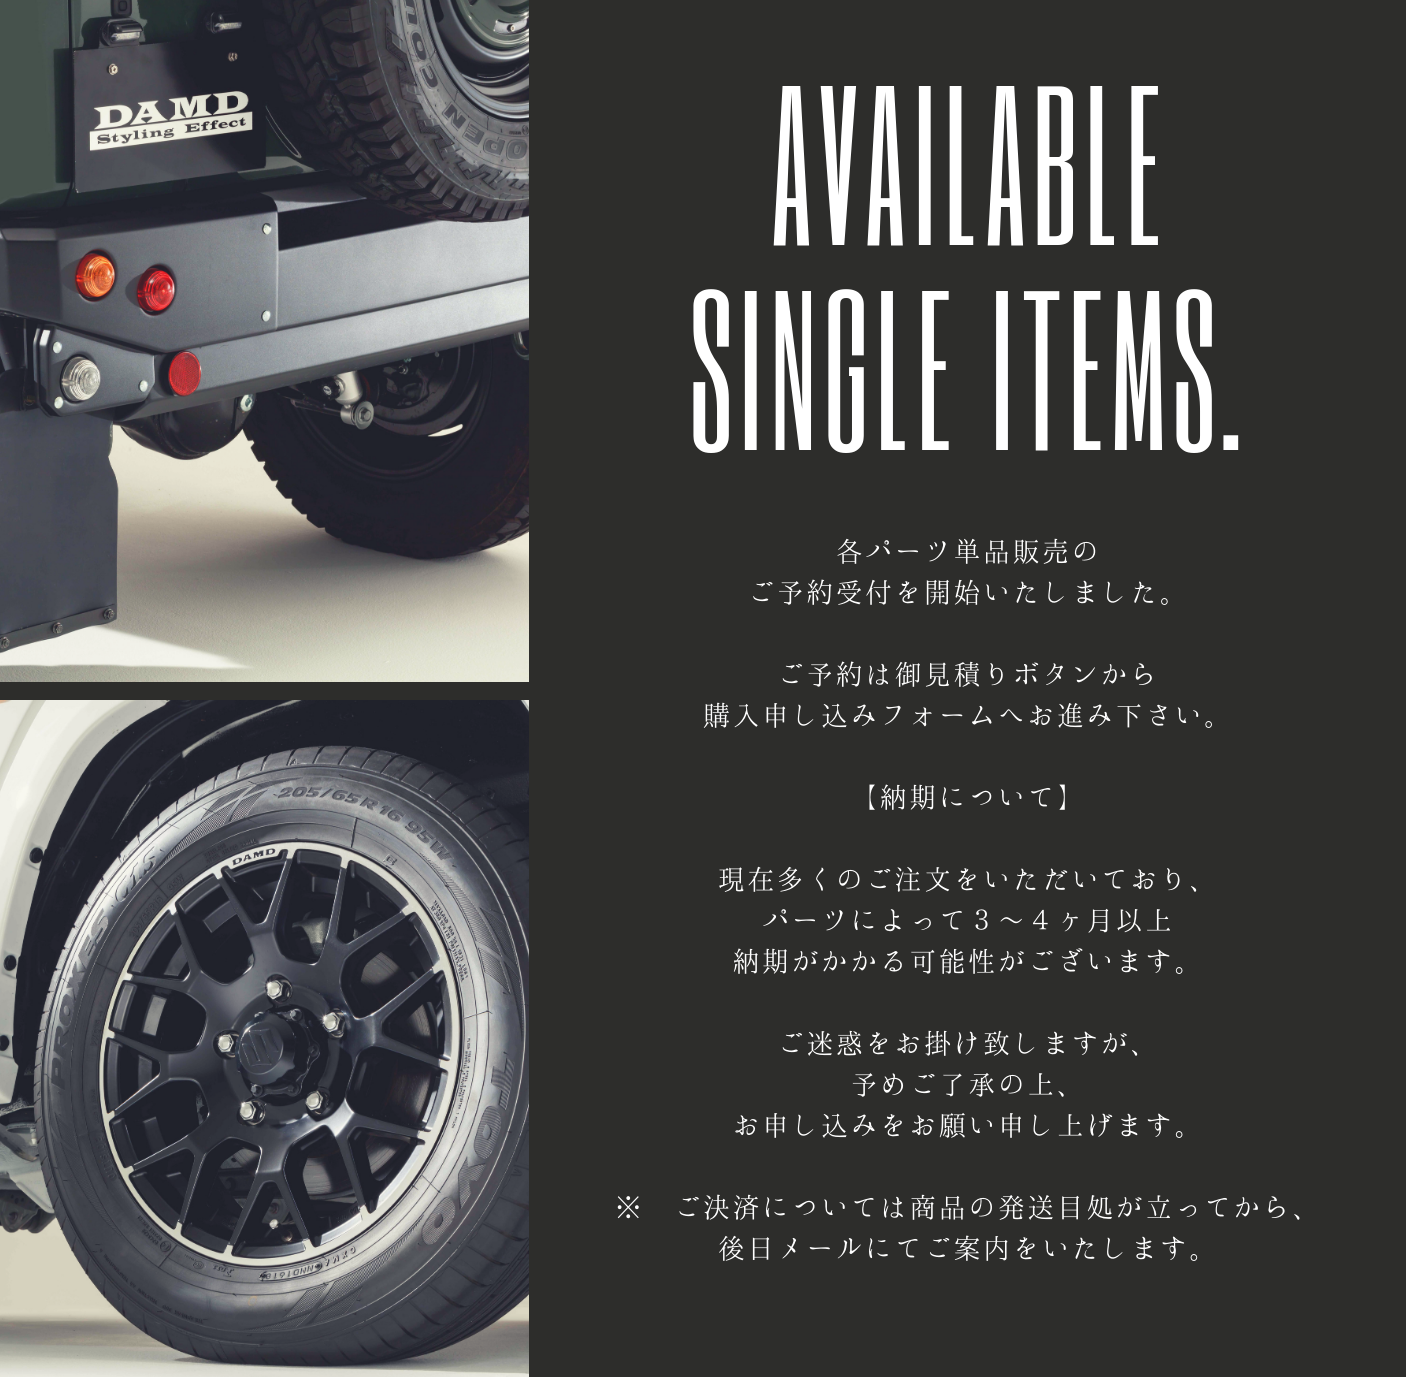 DAMD
Styling Effect
OPEN CO
205/65R16 95W
PROXES CJ1S
DAMD
TOYO
AVAILABLE
SINGLE ITEMS.
各パーツ単品販売の
ご予約受付を開始いたしました。
ご予約は御見積りボタンから
購入申し込みフォームへお進み下さい。
【納期について】
現在多くのご注文をいただいており、
パーツによって３〜４ヶ月以上
納期がかかる可能性がございます。
ご迷惑をお掛け致しますが、
予めご了承の上、
お申し込みをお願い申し上げます。
※　ご決済については商品の発送目処が立ってから、
後日メールにてご案内をいたします。